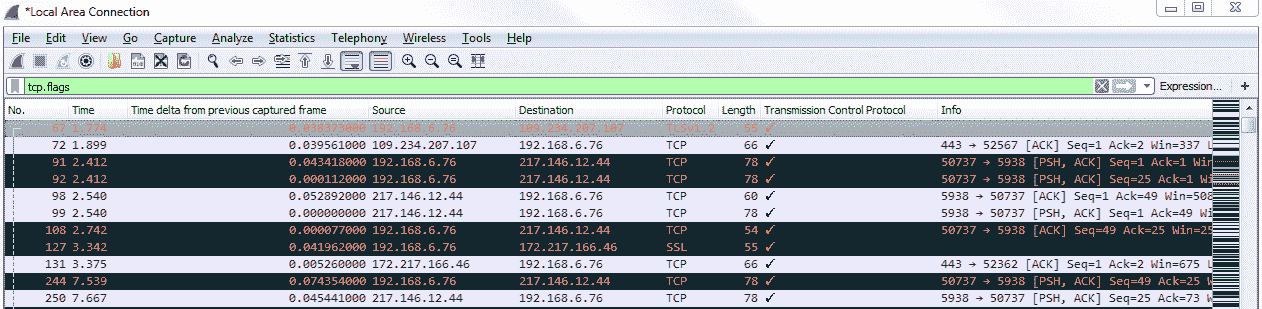 *Local Area Connection
File Edit View Go Capture Analyze Statistics Telephony Wireless Tools Help
tcp.flags Expression... +
No. Time Time delta from previous captured frame Source Destination Protocol Length Transmission Control Protocol Info
67 1.774 0.038373000 192.168.6.76 109.234.207.107 TLSv1.2 55 ✓
72 1.899 0.039561000 109.234.207.107 192.168.6.76 TCP 66 ✓ 443 → 52567 [ACK] Seq=1 Ack=2 Win=337 L
91 2.412 0.043418000 192.168.6.76 217.146.12.44 TCP 78 ✓ 50737 → 5938 [PSH, ACK] Seq=1 Ack=1 Win
92 2.412 0.000112000 192.168.6.76 217.146.12.44 TCP 78 ✓ 50737 → 5938 [PSH, ACK] Seq=25 Ack=1 W
98 2.540 0.052892000 217.146.12.44 192.168.6.76 TCP 60 ✓ 5938 → 50737 [ACK] Seq=1 Ack=49 Win=508
99 2.540 0.000000000 217.146.12.44 192.168.6.76 TCP 78 ✓ 5938 → 50737 [PSH, ACK] Seq=1 Ack=49 W
108 2.742 0.000077000 192.168.6.76 217.146.12.44 TCP 54 ✓ 50737 → 5938 [ACK] Seq=49 Ack=25 Win=25
127 3.342 0.041962000 192.168.6.76 172.217.166.46 SSL 55 ✓
131 3.375 0.005260000 172.217.166.46 192.168.6.76 TCP 66 ✓ 443 → 52362 [ACK] Seq=1 Ack=2 Win=675 L
244 7.539 0.074354000 192.168.6.76 217.146.12.44 TCP 78 ✓ 50737 → 5938 [PSH, ACK] Seq=49 Ack=25 W
250 7.667 0.045441000 217.146.12.44 192.168.6.76 TCP 78 ✓ 5938 → 50737 [PSH, ACK] Seq=25 Ack=73 W